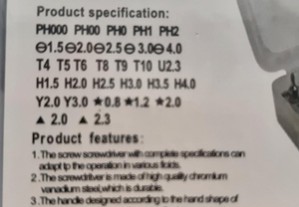 Product specification:
PH000 PH00 PH0 PH1 PH2
⊖1.5⊖2.0⊖2.5⊖3.0⊖4.0
T4 T5 T6 T8 T9 T10 U2.3
H1.5 H2.0 H2.5 H3.0 H3.5 H4.0
Y2.0 Y3.0 ★0.8★1.2 ★2.0
▲ 2.0 ▲ 2.3
Product features:
1.The screw screwdriver with complete specifications can
adapt tp the operation in various fiolds.
2.The screwdriver is made of high quality chromium
vanadium steel,which is durable.
3.The handle designed according to the hand shape of